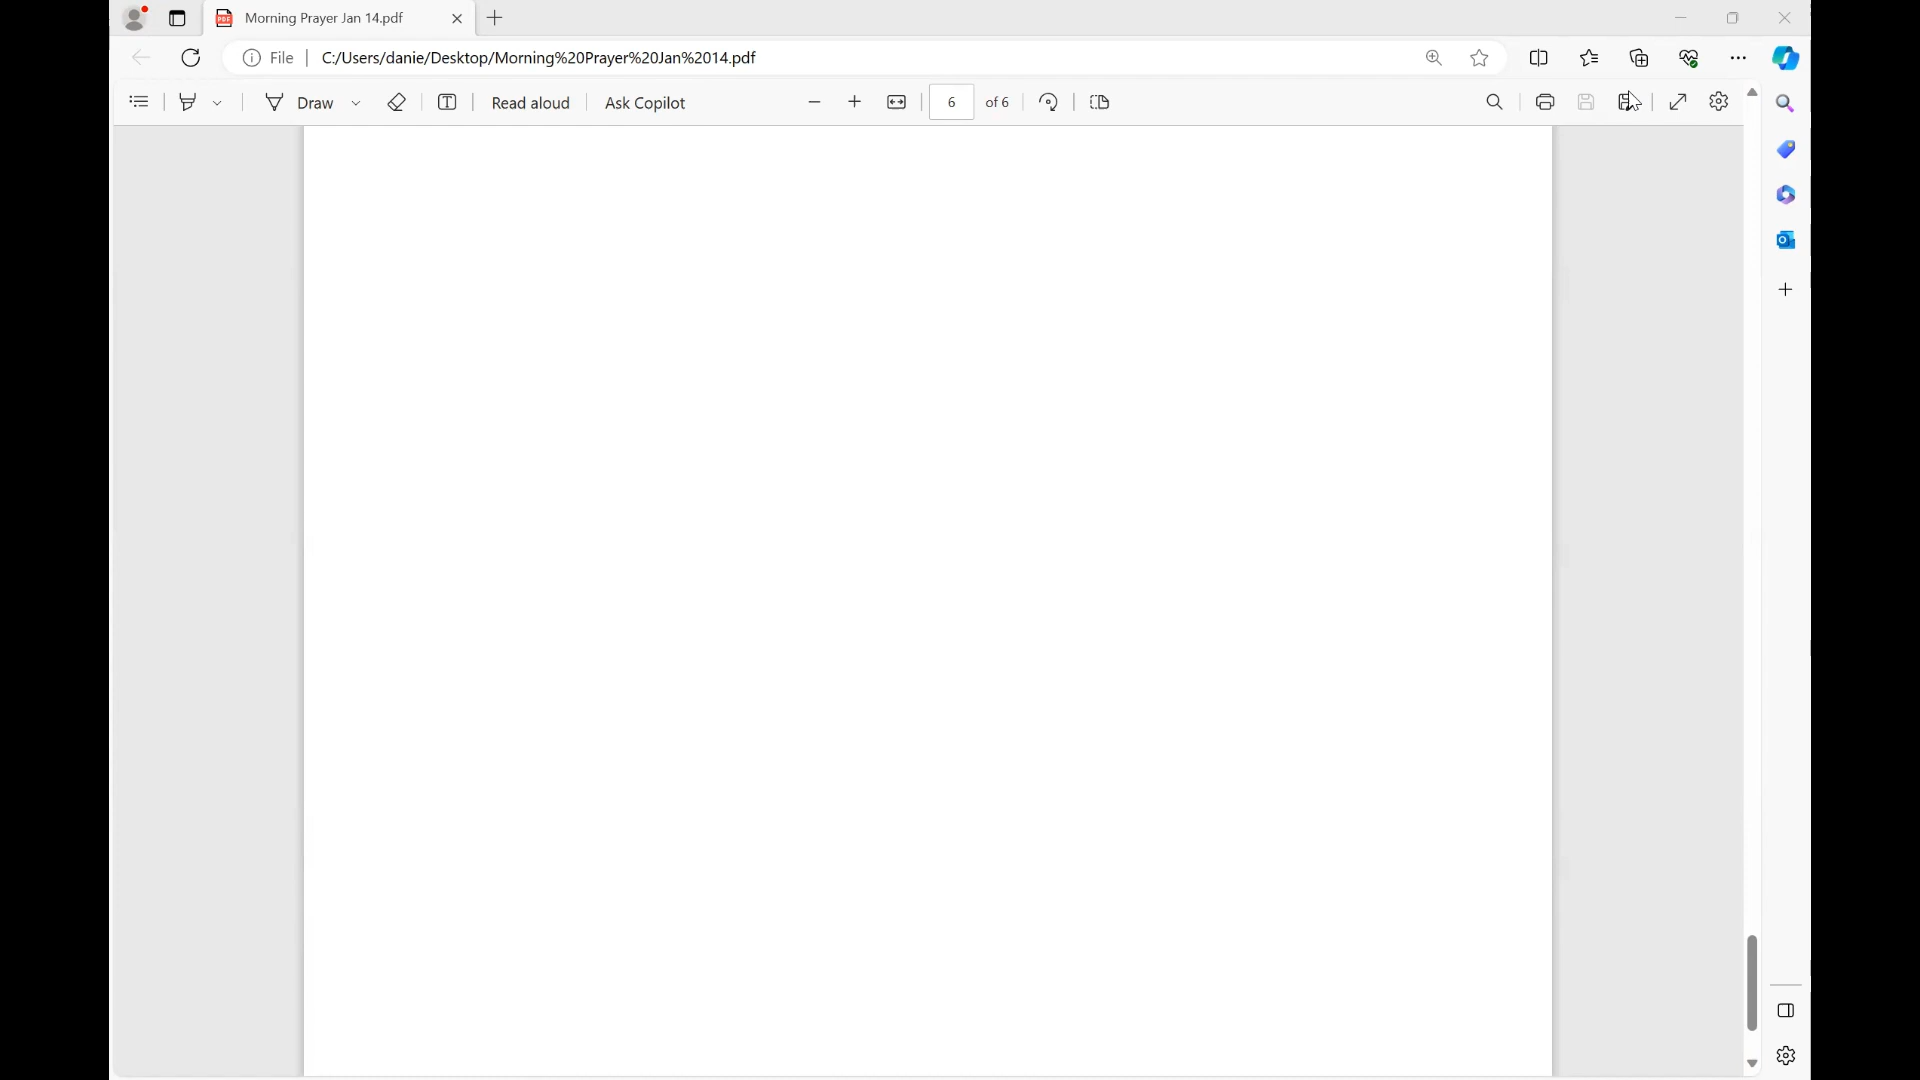 Morning Prayer Jan 14.pdf
File
C:/Users/danie/Desktop/Morning%20Prayer%20Jan%2014.pdf
Draw
Read aloud
Ask Copilot
6
of 6